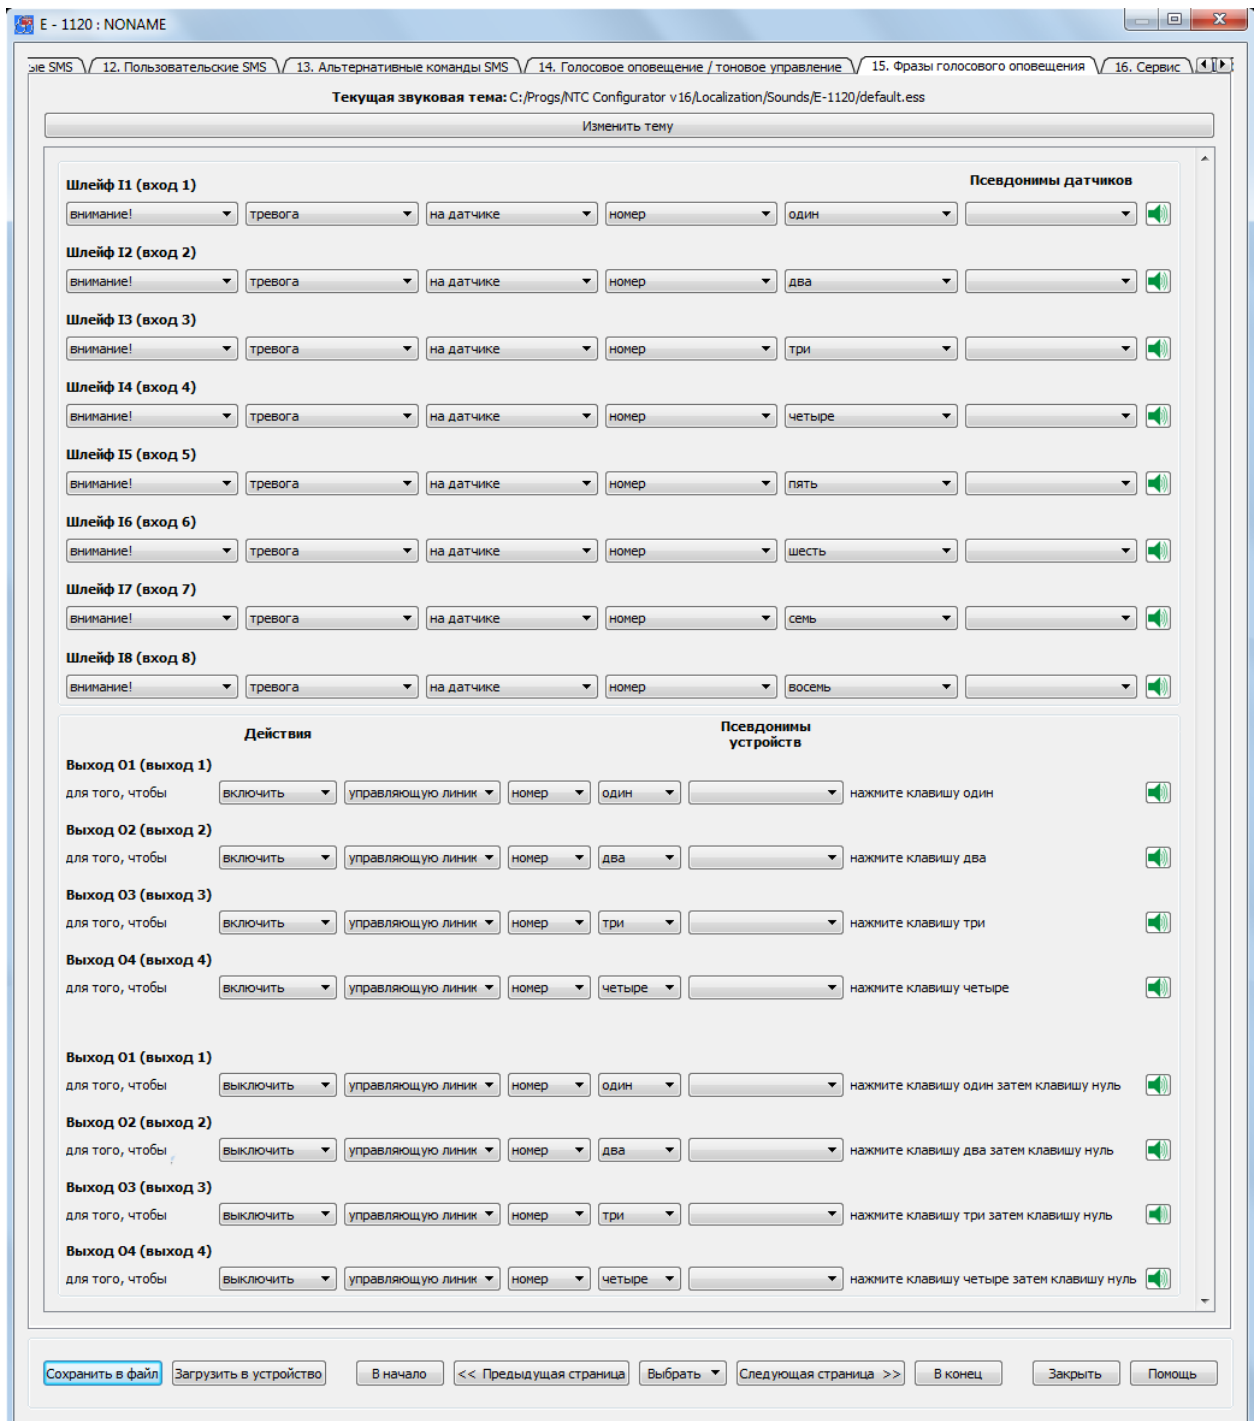 E - 1120 : NONAME
ые SMS 12. Пользовательские SMS 13. Альтернативные команды SMS 14. Голосовое оповещение / тоновое управление 15. Фразы голосового оповещения 16. Сервис
Текущая звуковая тема: C:/Progs/NTC Configurator v16/Localization/Sounds/E-1120/default.ess
Изменить тему
Шлейф I1 (вход 1) Псевдонимы датчиков
внимание! тревога на датчике номер один
Шлейф I2 (вход 2)
внимание! тревога на датчике номер два
Шлейф I3 (вход 3)
внимание! тревога на датчике номер три
Шлейф I4 (вход 4)
внимание! тревога на датчике номер четыре
Шлейф I5 (вход 5)
внимание! тревога на датчике номер пять
Шлейф I6 (вход 6)
внимание! тревога на датчике номер шесть
Шлейф I7 (вход 7)
внимание! тревога на датчике номер семь
Шлейф I8 (вход 8)
внимание! тревога на датчике номер восемь
Действия Псевдонимы
устройств
Выход O1 (выход 1)
для того, чтобы включить управляющую линик номер один нажмите клавишу один
Выход O2 (выход 2)
для того, чтобы включить управляющую линик номер два нажмите клавишу два
Выход O3 (выход 3)
для того, чтобы включить управляющую линик номер три нажмите клавишу три
Выход O4 (выход 4)
для того, чтобы включить управляющую линик номер четыре нажмите клавишу четыре
Выход O1 (выход 1)
для того, чтобы выключить управляющую линик номер один нажмите клавишу один затем клавишу нуль
Выход O2 (выход 2)
для того, чтобы выключить управляющую линик номер два нажмите клавишу два затем клавишу нуль
Выход O3 (выход 3)
для того, чтобы выключить управляющую линик номер три нажмите клавишу три затем клавишу нуль
Выход O4 (выход 4)
для того, чтобы выключить управляющую линик номер четыре нажмите клавишу четыре затем клавишу нуль
Сохранить в файл Загрузить в устройство В начало << Предыдущая страница Выбрать Следующая страница >> В конец Закрыть Помощь